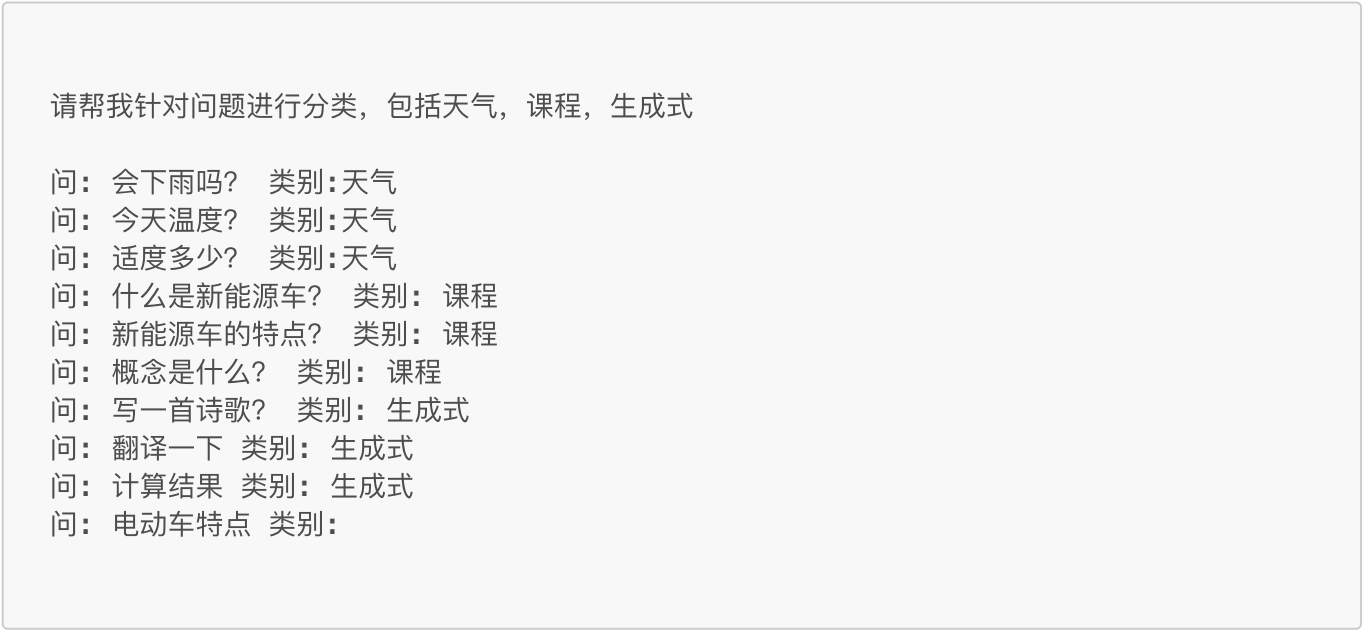 请帮我针对问题进行分类，包括天气，课程，生成式
问: 会下雨吗? 类别:天气
问: 今天温度? 类别:天气
问: 适度多少? 类别:天气
问: 什么是新能源车? 类别: 课程
问: 新能源车的特点? 类别: 课程
问: 概念是什么? 类别: 课程
问: 写一首诗歌? 类别: 生成式
问: 翻译一下 类别: 生成式
问: 计算结果 类别: 生成式
问: 电动车特点 类别: